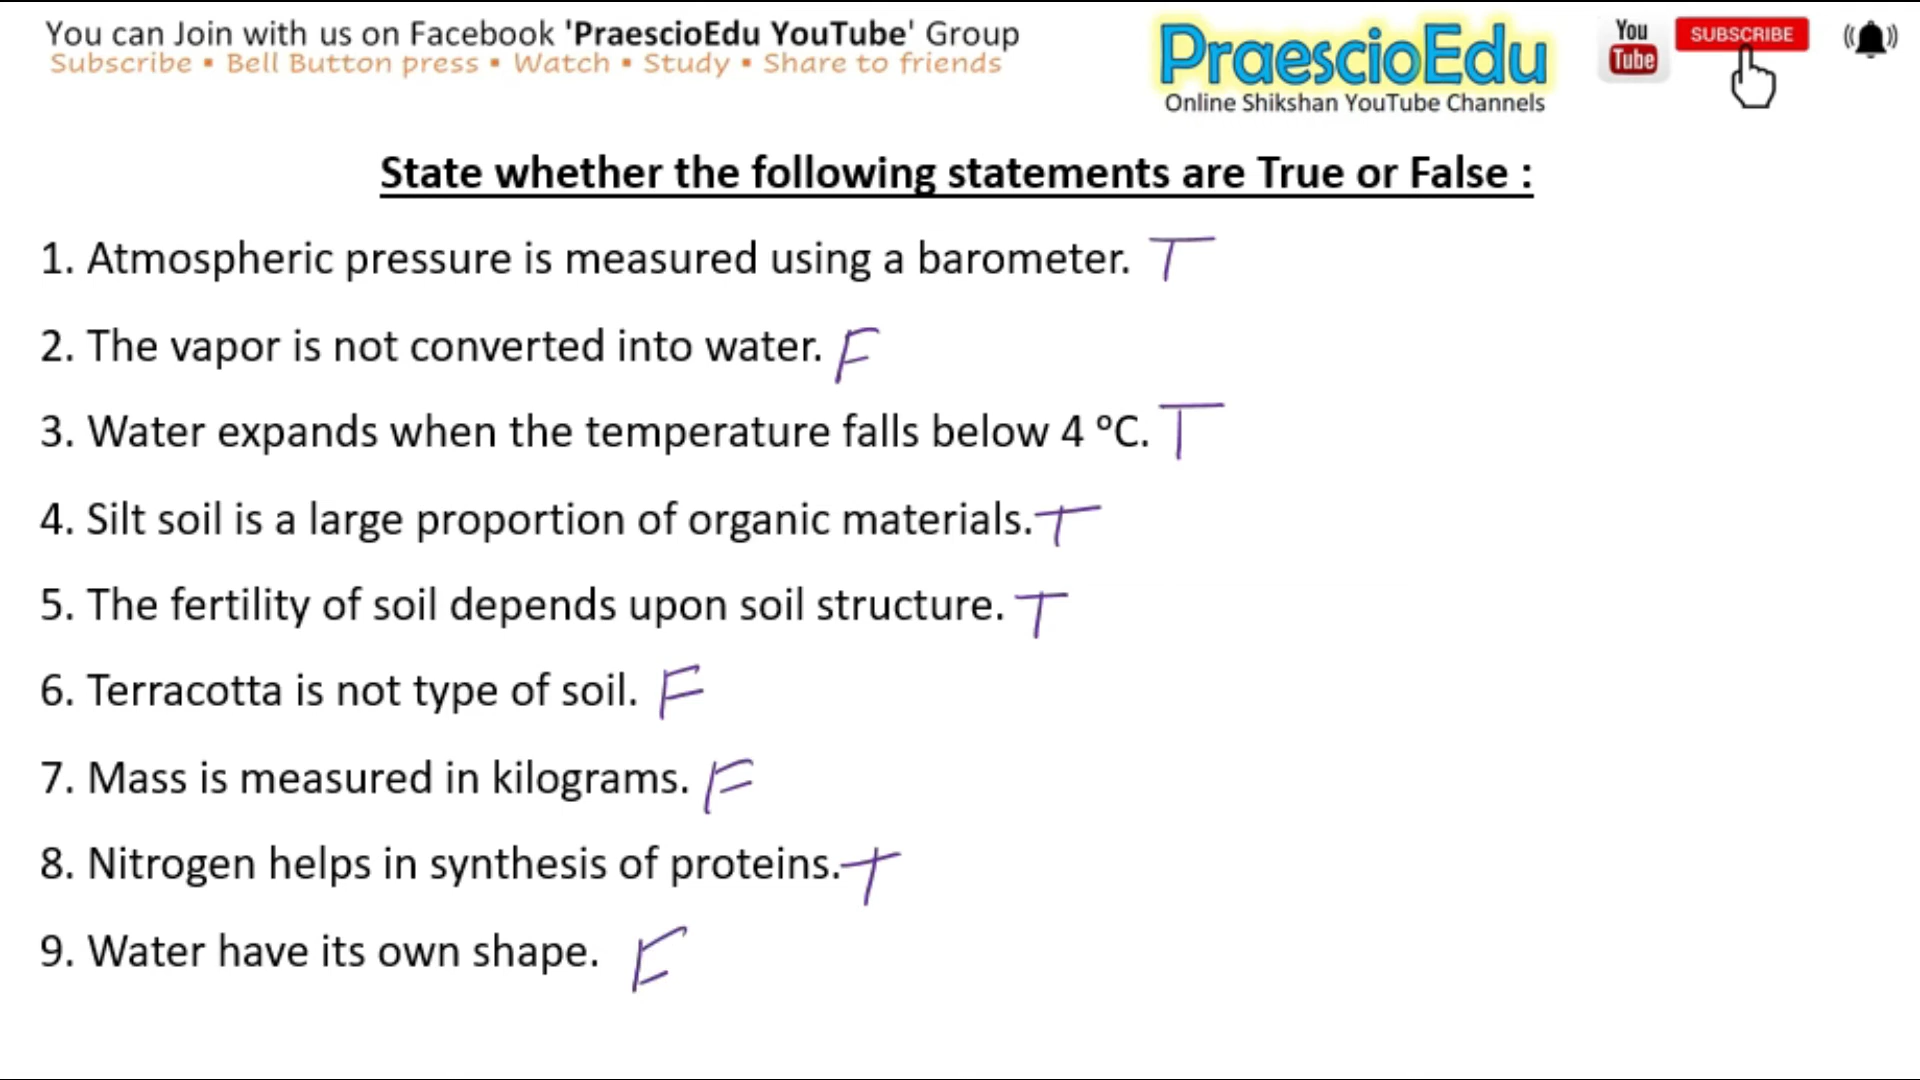 You can Join with us on Facebook 'PraescioEdu YouTube' Group
Subscribe ▪ Bell Button press ▪ Watch ▪ Study ▪ Share to friends
PraescioEdu
Online Shikshan YouTube Channels
You
Tube
SUBSCRIBE
State whether the following statements are True or False :
1. Atmospheric pressure is measured using a barometer. T
2. The vapor is not converted into water. F
3. Water expands when the temperature falls below 4 ºC. T
4. Silt soil is a large proportion of organic materials. T
5. The fertility of soil depends upon soil structure. T
6. Terracotta is not type of soil. F
7. Mass is measured in kilograms. F
8. Nitrogen helps in synthesis of proteins. T
9. Water have its own shape. F